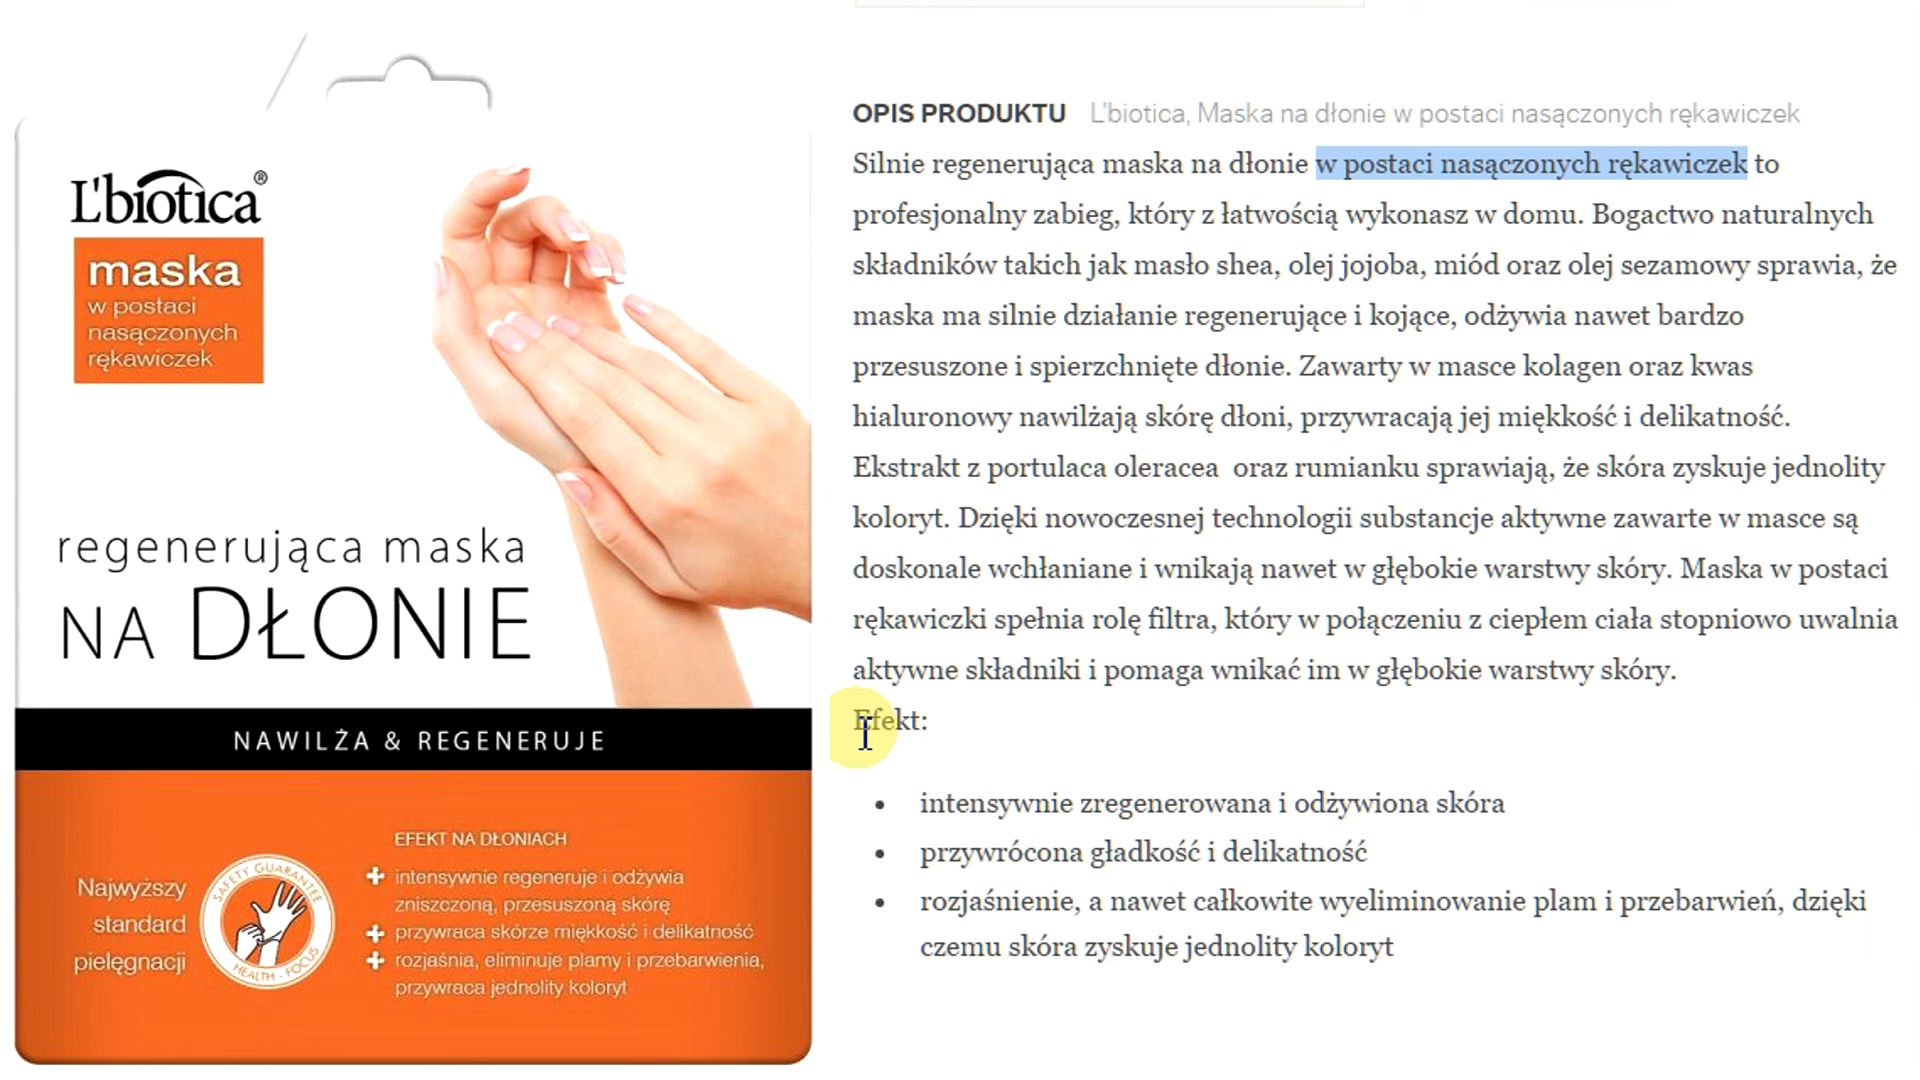 L'biotica®
maska
w postaci
nasączonych
rękawiczek
regenerująca maska
NA DŁONIE
NAWILŻA & REGENERUJE
Najwyższy
standard
pielęgnacji
SAFETY GUARANTEE
HEALTH - FOCUS
EFEKT NA DŁONIACH
intensywnie regeneruje i odżywia
zniszczoną, przesuszoną skórę
przywraca skórze miękkość i delikatność
rozjaśnia, eliminuje plamy i przebarwienia,
przywraca jednolity koloryt
OPIS PRODUKTU L'biotica, Maska na dłonie w postaci nasączonych rękawiczek
Silnie regenerująca maska na dłonie w postaci nasączonych rękawiczek to
profesjonalny zabieg, który z łatwością wykonasz w domu. Bogactwo naturalnych
składników takich jak masło shea, olej jojoba, miód oraz olej sezamowy sprawia, że
maska ma silnie działanie regenerujące i kojące, odżywia nawet bardzo
przesuszone i spierzchnięte dłonie. Zawarty w masce kolagen oraz kwas
hialuronowy nawilżają skórę dłoni, przywracają jej miękkość i delikatność.
Ekstrakt z portulaca oleracea oraz rumianku sprawiają, że skóra zyskuje jednolity
koloryt. Dzięki nowoczesnej technologii substancje aktywne zawarte w masce są
doskonale wchłaniane i wnikają nawet w głębokie warstwy skóry. Maska w postaci
rękawiczki spełnia rolę filtra, który w połączeniu z ciepłem ciała stopniowo uwalnia
aktywne składniki i pomaga wnikać im w głębokie warstwy skóry.
Efekt:
• intensywnie zregenerowana i odżywiona skóra
• przywrócona gładkość i delikatność
• rozjaśnienie, a nawet całkowite wyeliminowanie plam i przebarwień, dzięki
czemu skóra zyskuje jednolity koloryt